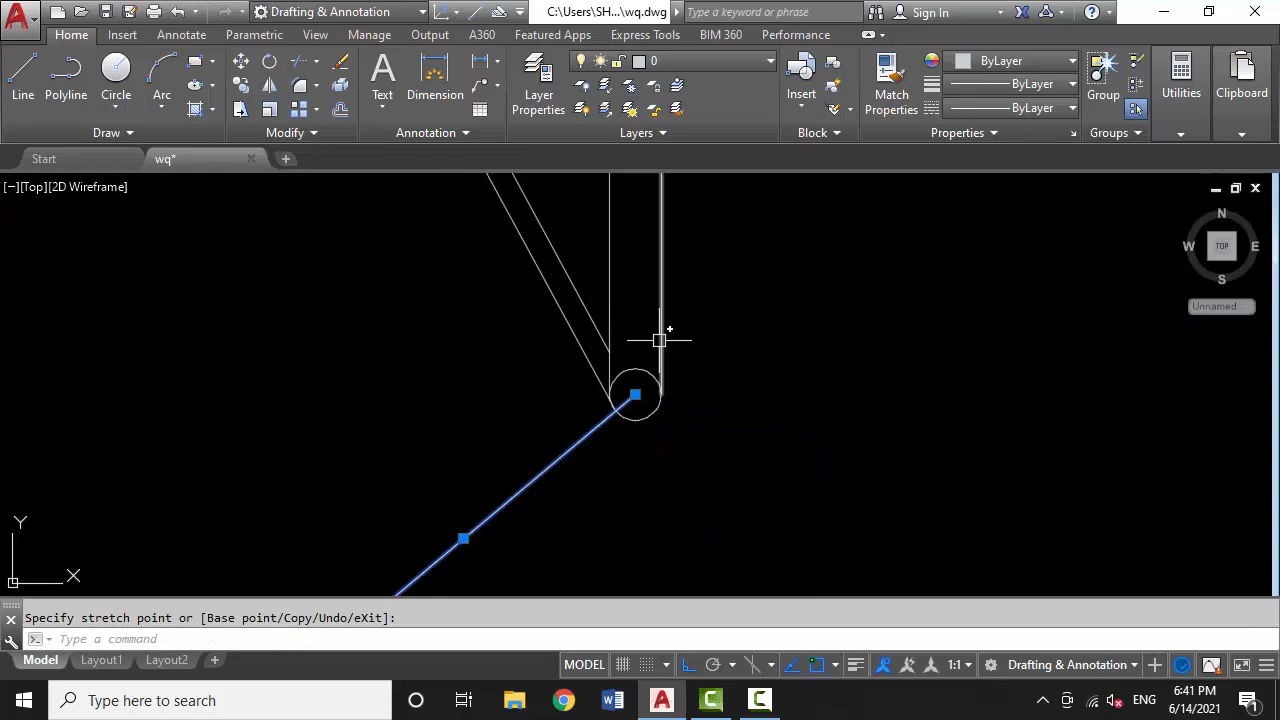 Drafting & Annotation
C:\Users\SH...\wq.dwg
Type a keyword or phrase
Sign In
Home Insert Annotate Parametric View Manage Output A360 Featured Apps Express Tools BIM 360 Performance
Line Polyline Circle Arc
Draw
Modify
Text Dimension
Annotation
Layer Properties
0
Layers
Insert
Block
Match Properties
ByLayer
ByLayer
ByLayer
Properties
Group
Groups
Utilities
Clipboard
Start wq*
[−][Top][2D Wireframe]
N
W TOP E
S
Unnamed
Y
X
Specify stretch point or [Base point/Copy/Undo/eXit]:
Type a command
Model Layout1 Layout2 +
MODEL 1:1 Drafting & Annotation
Type here to search
W A C C
ENG
6:41 PM
6/14/2021
1